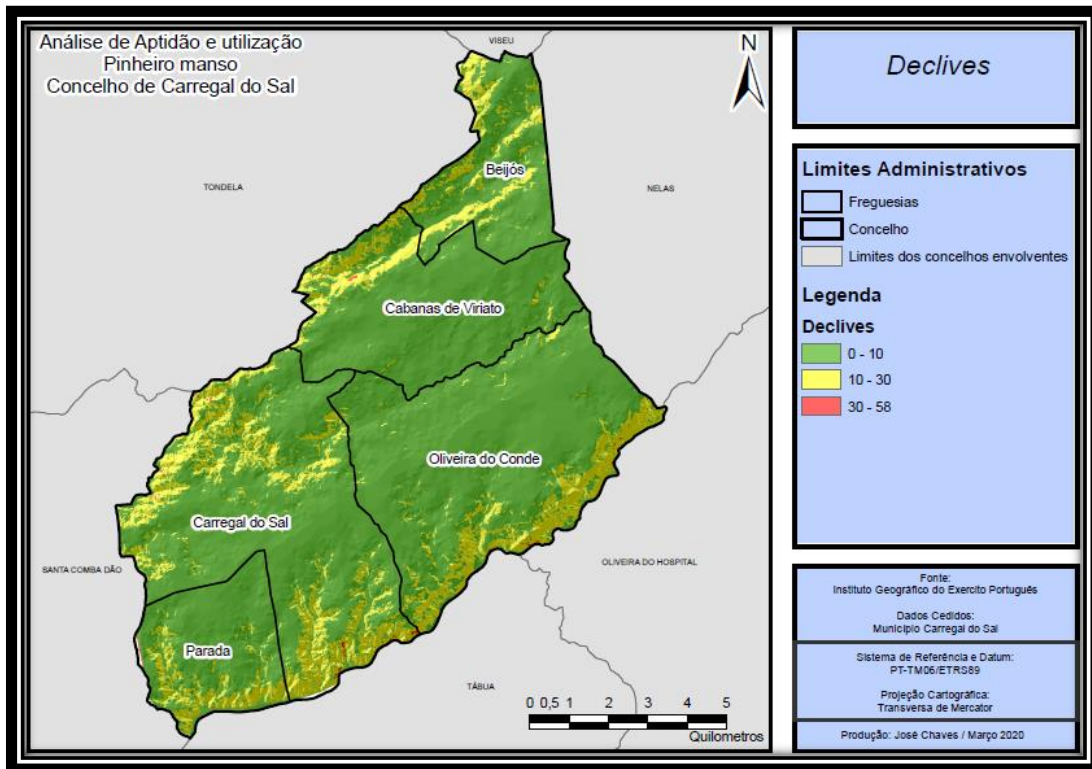 Análise de Aptidão e utilização
Pinheiro manso
Concelho de Carregal do Sal
VISEU
N
TONDELA
Beijós
NELAS
Cabanas de Viriato
Oliveira do Conde
Carregal do Sal
SANTA COMBA DÃO
OLIVEIRA DO HOSPITAL
Parada
TÁBUA
0 0,5 1 2 3 4 5
Quilometros
Declives
Limites Administrativos
Freguesias
Concelho
Limites dos concelhos envolventes
Legenda
Declives
0 - 10
10 - 30
30 - 58
Fonte:
Instituto Geográfico do Exercito Português
Dados Cedidos:
Município Carregal do Sal
Sistema de Referência e Datum:
PT-TM06/ETRS89
Projeção Cartográfica:
Transversa de Mercator
Produção: José Chaves / Março 2020